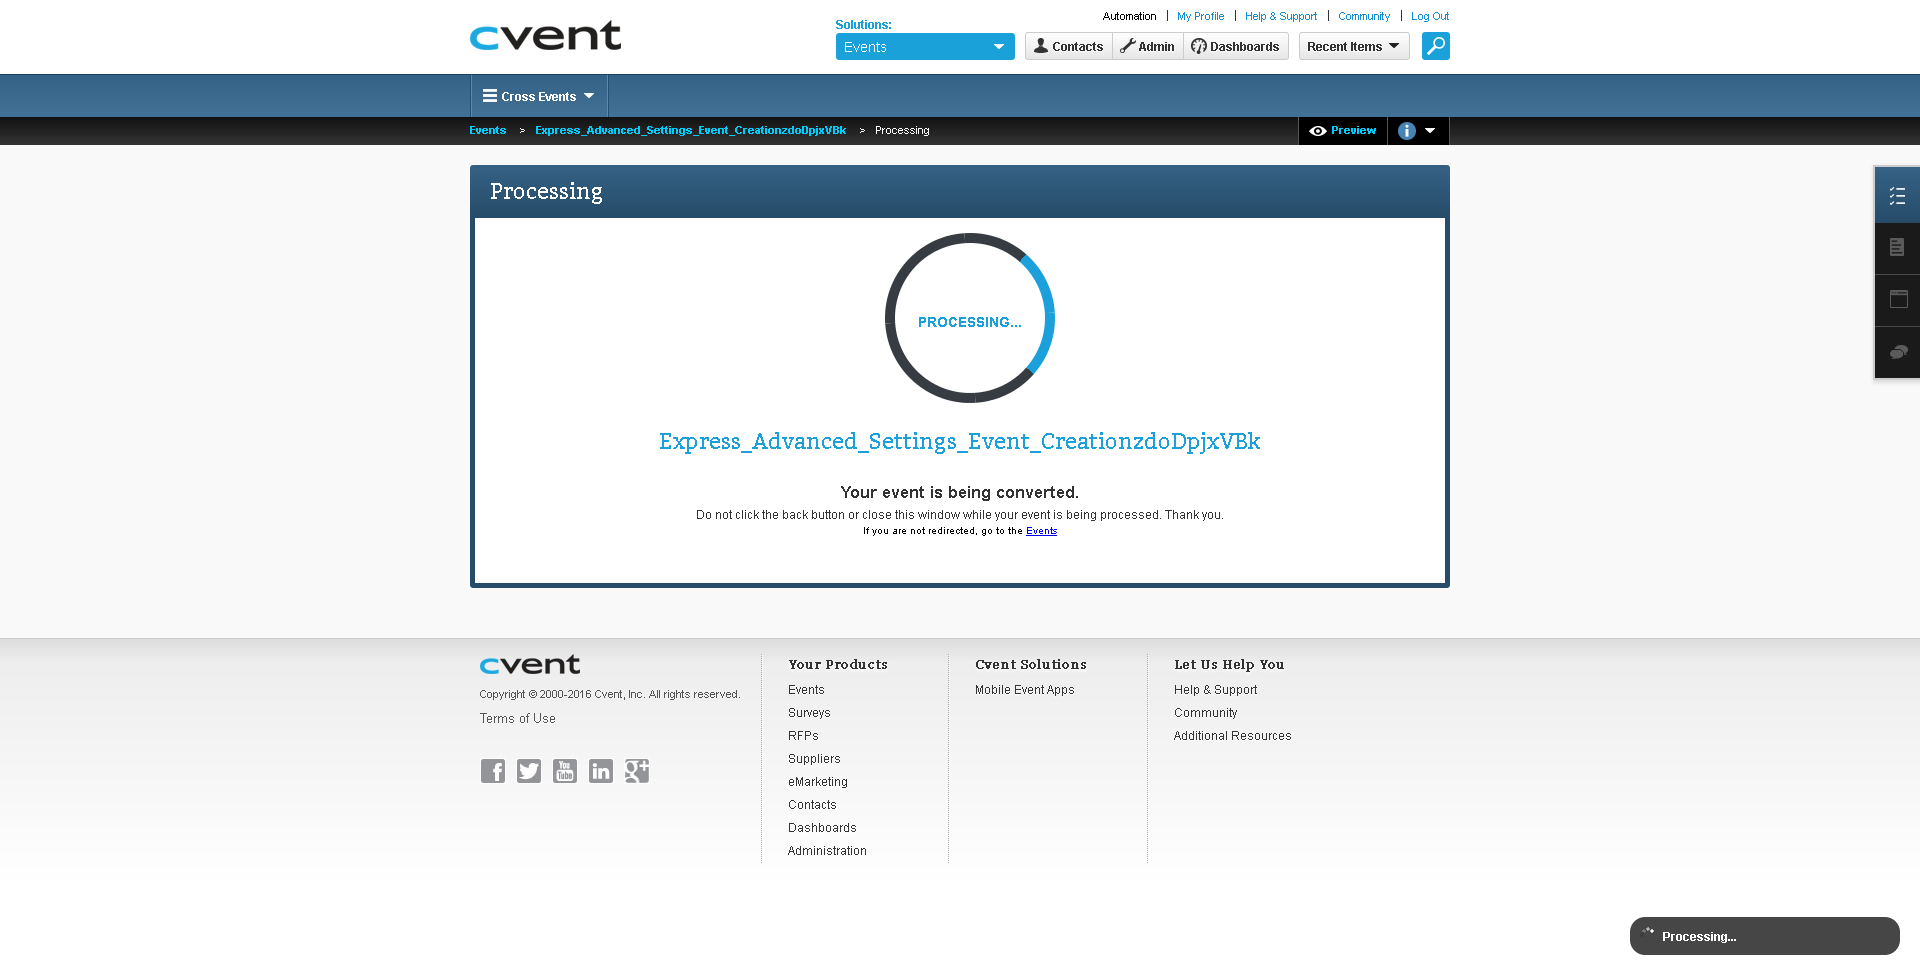 cvent
Automation | My Profile | Help & Support | Community | Log Out
Solutions:
Events
Contacts
Admin
Dashboards
Recent Items
Cross Events
Events > Express_Advanced_Settings_Event_CreationzdoDpjxVBk > Processing
Preview
Processing
PROCESSING...
Express_Advanced_Settings_Event_CreationzdoDpjxVBk
Your event is being converted.
Do not click the back button or close this window while your event is being processed. Thank you.
If you are not redirected, go to the Events
cvent
Copyright © 2000-2016 Cvent, Inc. All rights reserved.
Terms of Use
Your Products
Events
Surveys
RFPs
Suppliers
eMarketing
Contacts
Dashboards
Administration
Cvent Solutions
Mobile Event Apps
Let Us Help You
Help & Support
Community
Additional Resources
Processing...